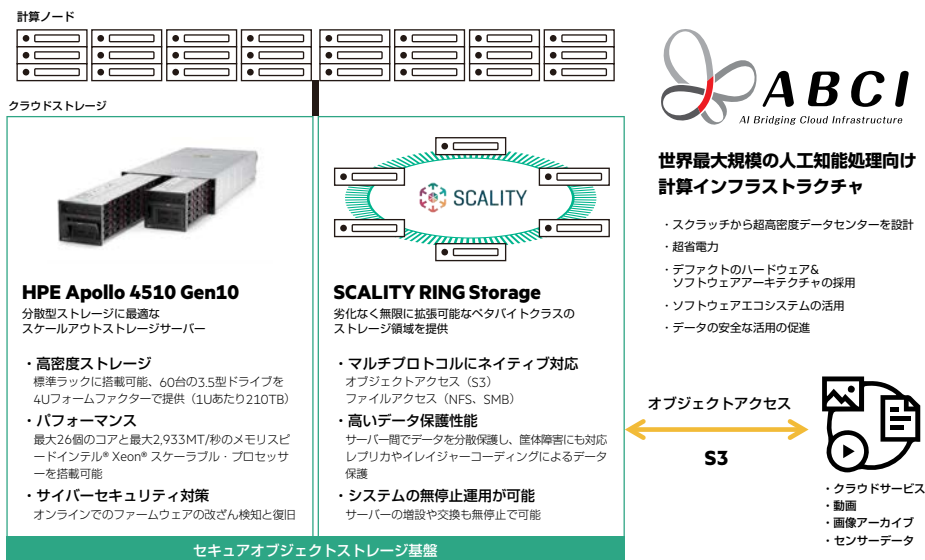 計算ノード
クラウドストレージ
SCALITY
HPE Apollo 4510 Gen10
分散型ストレージに最適な
スケールアウトストレージサーバー
・高密度ストレージ
標準ラックに搭載可能、60台の3.5型ドライブを
4Uフォームファクターで提供（1Uあたり210TB）
・パフォーマンス
最大26個のコアと最大2,933MT/秒のメモリスピ
ードインテル® Xeon® スケーラブル・プロセッサ
ーを搭載可能
・サイバーセキュリティ対策
オンラインでのファームウェアの改ざん検知と復旧
SCALITY RING Storage
劣化なく無限に拡張可能なペタバイトクラスの
ストレージ領域を提供
・マルチプロトコルにネイティブ対応
オブジェクトアクセス（S3）
ファイルアクセス（NFS、SMB）
・高いデータ保護性能
サーバー間でデータを分散保護し、筐体障害にも対応
レプリカやイレイジャーコーディングによるデータ
保護
・システムの無停止運用が可能
サーバーの増設や交換も無停止で可能
セキュアオブジェクトストレージ基盤
ABCI
AI Bridging Cloud Infrastructure
世界最大規模の人工知能処理向け
計算インフラストラクチャ
・スクラッチから超高密度データセンターを設計
・超省電力
・デファクトのハードウェア&
ソフトウェアアーキテクチャの採用
・ソフトウェアエコシステムの活用
・データの安全な活用の促進
オブジェクトアクセス
S3
・クラウドサービス
・動画
・画像アーカイブ
・センサーデータ